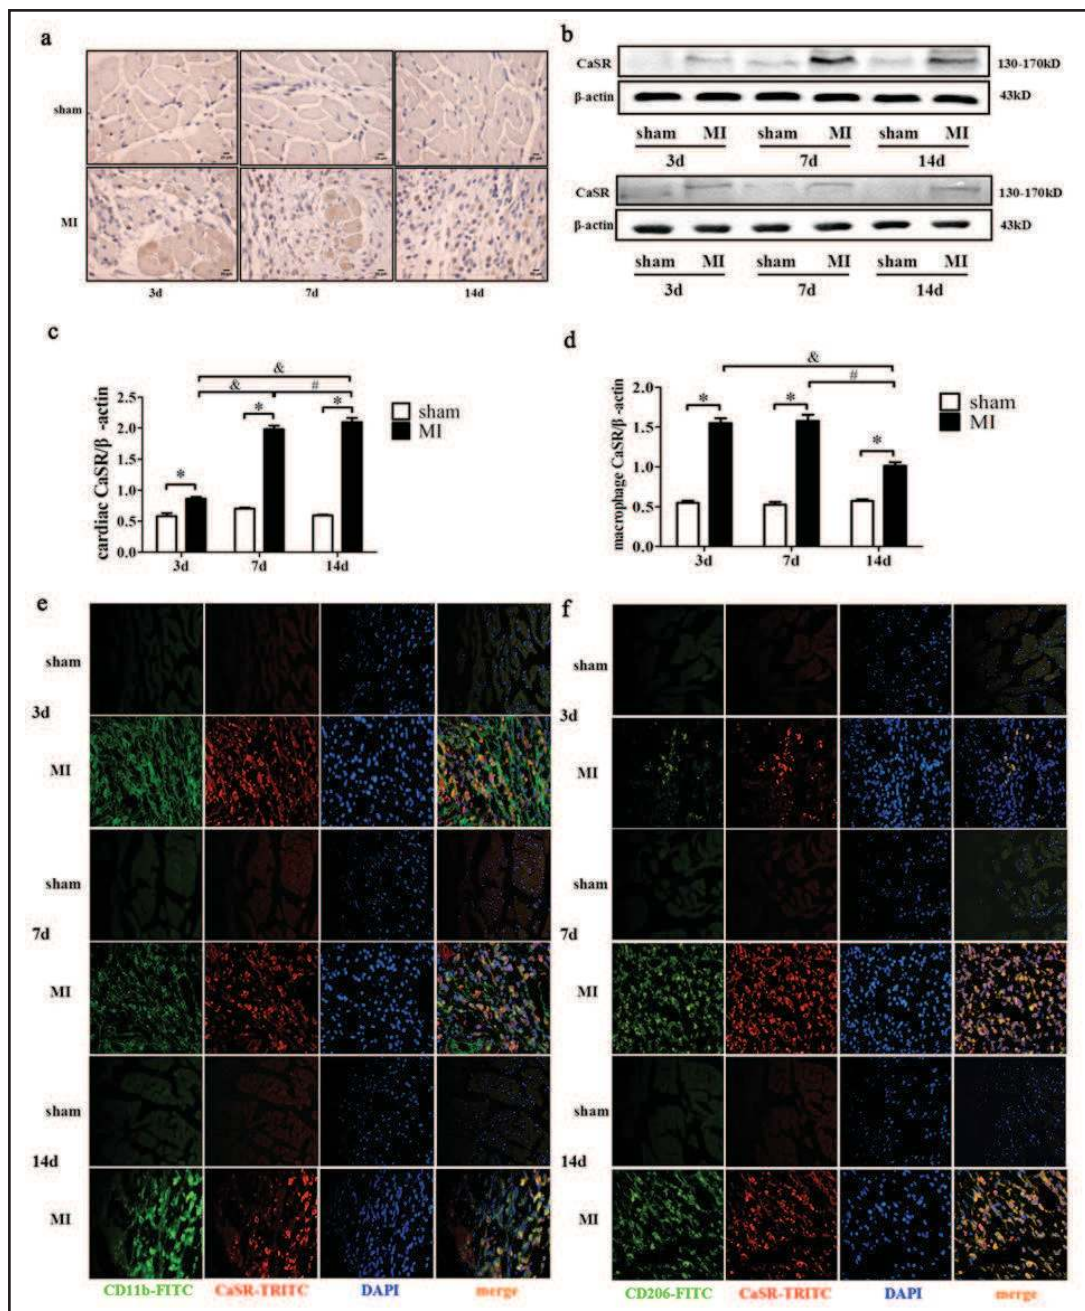 a
sham
MI
3d 7d 14d
b
CaSR 130-170kD
β-actin 43kD
sham MI sham MI sham MI
3d 7d 14d
CaSR 130-170kD
β-actin 43kD
sham MI sham MI sham MI
3d 7d 14d
c
&
& #
* * *
cardiac CaSR/β -actin
2.5
2.0
1.5
1.0
0.5
0.0
3d 7d 14d
sham
MI
d
&
#
* * *
macrophage CaSR/β -actin
2.0
1.5
1.0
0.5
0.0
3d 7d 14d
sham
MI
e
sham
3d
MI
sham
7d
MI
sham
14d
MI
CD11b-FITC CaSR-TRITC DAPI merge
f
sham
3d
MI
sham
7d
MI
sham
14d
MI
CD206-FITC CaSR-TRITC DAPI merge